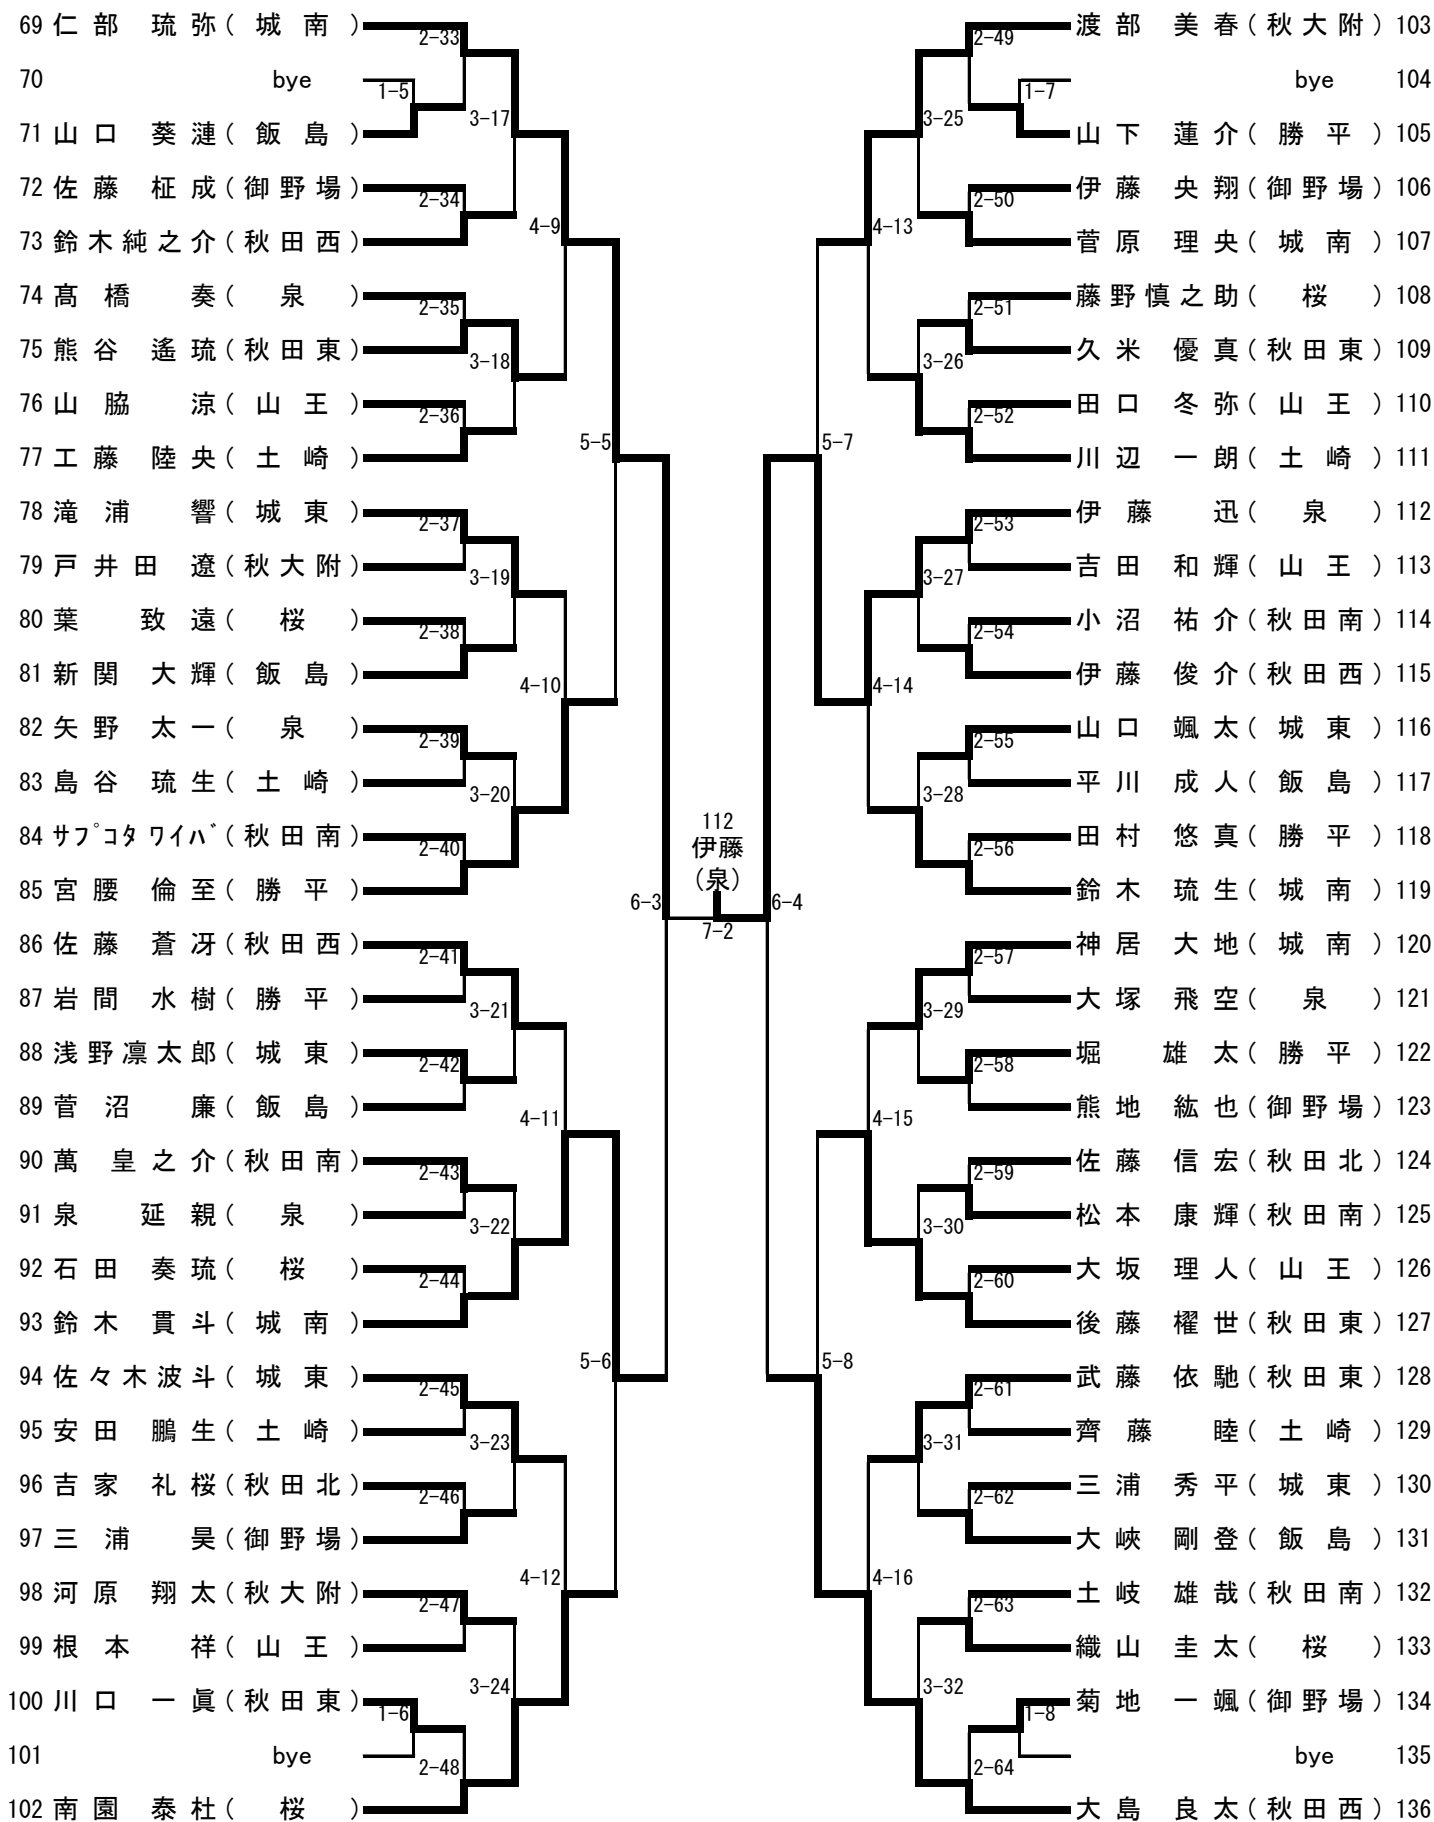 69 仁部 琉弥(城南)
70 bye
71 山口 葵漣(飯島)
72 佐藤 柾成(御野場)
73 鈴木純之介(秋田西)
74 髙橋 奏(泉)
75 熊谷 遙琉(秋田東)
76 山脇 涼(山王)
77 工藤 陸央(土崎)
78 滝浦 響(城東)
79 戸井田 遼(秋大附)
80 葉 致遠(桜)
81 新関 大輝(飯島)
82 矢野 太一(泉)
83 島谷 琉生(土崎)
84 サプコタ ワイバ(秋田南)
85 宮腰 倫至(勝平)
86 佐藤 蒼冴(秋田西)
87 岩間 水樹(勝平)
88 浅野凛太郎(城東)
89 菅沼 廉(飯島)
90 萬 皇之介(秋田南)
91 泉 延親(泉)
92 石田 奏琉(桜)
93 鈴木 貫斗(城南)
94 佐々木波斗(城東)
95 安田 鵬生(土崎)
96 吉家 礼桜(秋田北)
97 三浦 昊(御野場)
98 河原 翔太(秋大附)
99 根本 祥(山王)
100 川口 一眞(秋田東)
101 bye
102 南園 泰杜(桜)
1-5
1-6
2-33
2-34
2-35
2-36
2-37
2-38
2-39
2-40
2-41
2-42
2-43
2-44
2-45
2-46
2-47
2-48
3-17
3-18
3-19
3-20
3-21
3-22
3-23
3-24
4-9
4-10
4-11
4-12
5-5
5-6
6-3
112
伊藤
(泉)
7-2
6-4
5-7
5-8
4-13
4-14
4-15
4-16
3-25
3-26
3-27
3-28
3-29
3-30
3-31
3-32
2-49
2-50
2-51
2-52
2-53
2-54
2-55
2-56
2-57
2-58
2-59
2-60
2-61
2-62
2-63
2-64
1-7
1-8
渡部 美春(秋大附) 103
bye 104
山下 蓮介(勝平) 105
伊藤 央翔(御野場) 106
菅原 理央(城南) 107
藤野慎之助(桜) 108
久米 優真(秋田東) 109
田口 冬弥(山王) 110
川辺 一朗(土崎) 111
伊藤 迅(泉) 112
吉田 和輝(山王) 113
小沼 祐介(秋田南) 114
伊藤 俊介(秋田西) 115
山口 颯太(城東) 116
平川 成人(飯島) 117
田村 悠真(勝平) 118
鈴木 琉生(城南) 119
神居 大地(城南) 120
大塚 飛空(泉) 121
堀 雄太(勝平) 122
熊地 紘也(御野場) 123
佐藤 信宏(秋田北) 124
松本 康輝(秋田南) 125
大坂 理人(山王) 126
後藤 櫂世(秋田東) 127
武藤 依馳(秋田東) 128
齊藤 睦(土崎) 129
三浦 秀平(城東) 130
大峽 剛登(飯島) 131
土岐 雄哉(秋田南) 132
織山 圭太(桜) 133
菊地 一颯(御野場) 134
bye 135
大島 良太(秋田西) 136